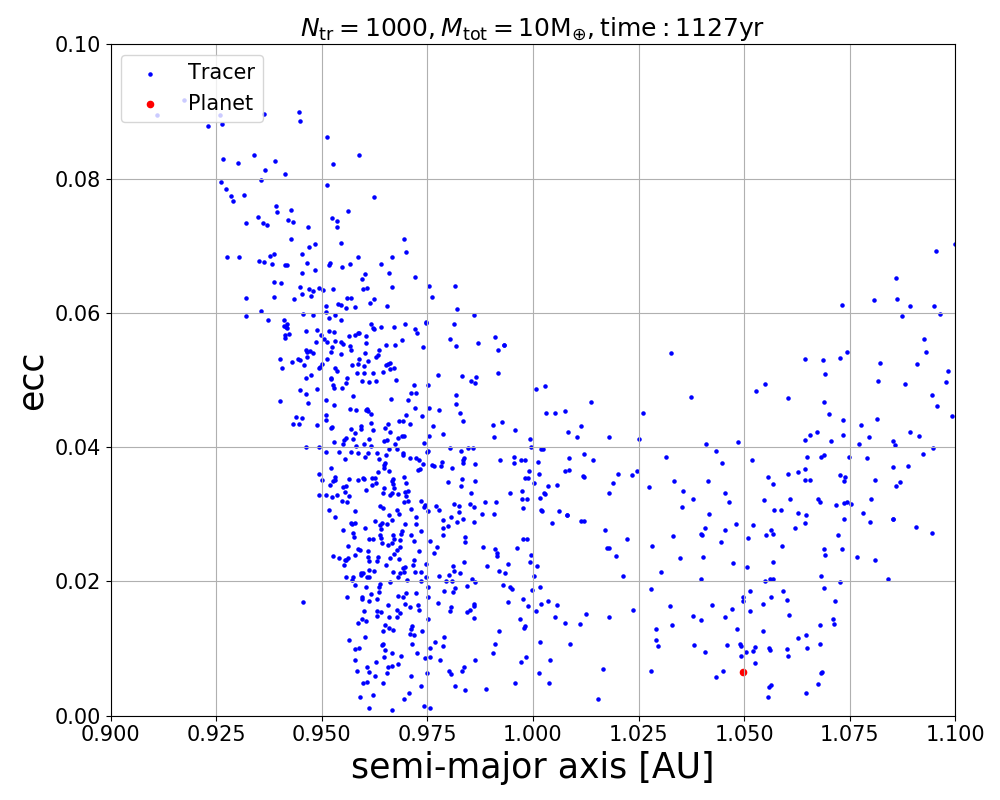 N_tr = 1000, M_tot = 10M_⊕, time : 1127yr
Tracer
Planet
ecc
0.10
0.08
0.06
0.04
0.02
0.00
0.900 0.925 0.950 0.975 1.000 1.025 1.050 1.075 1.100
semi-major axis [AU]